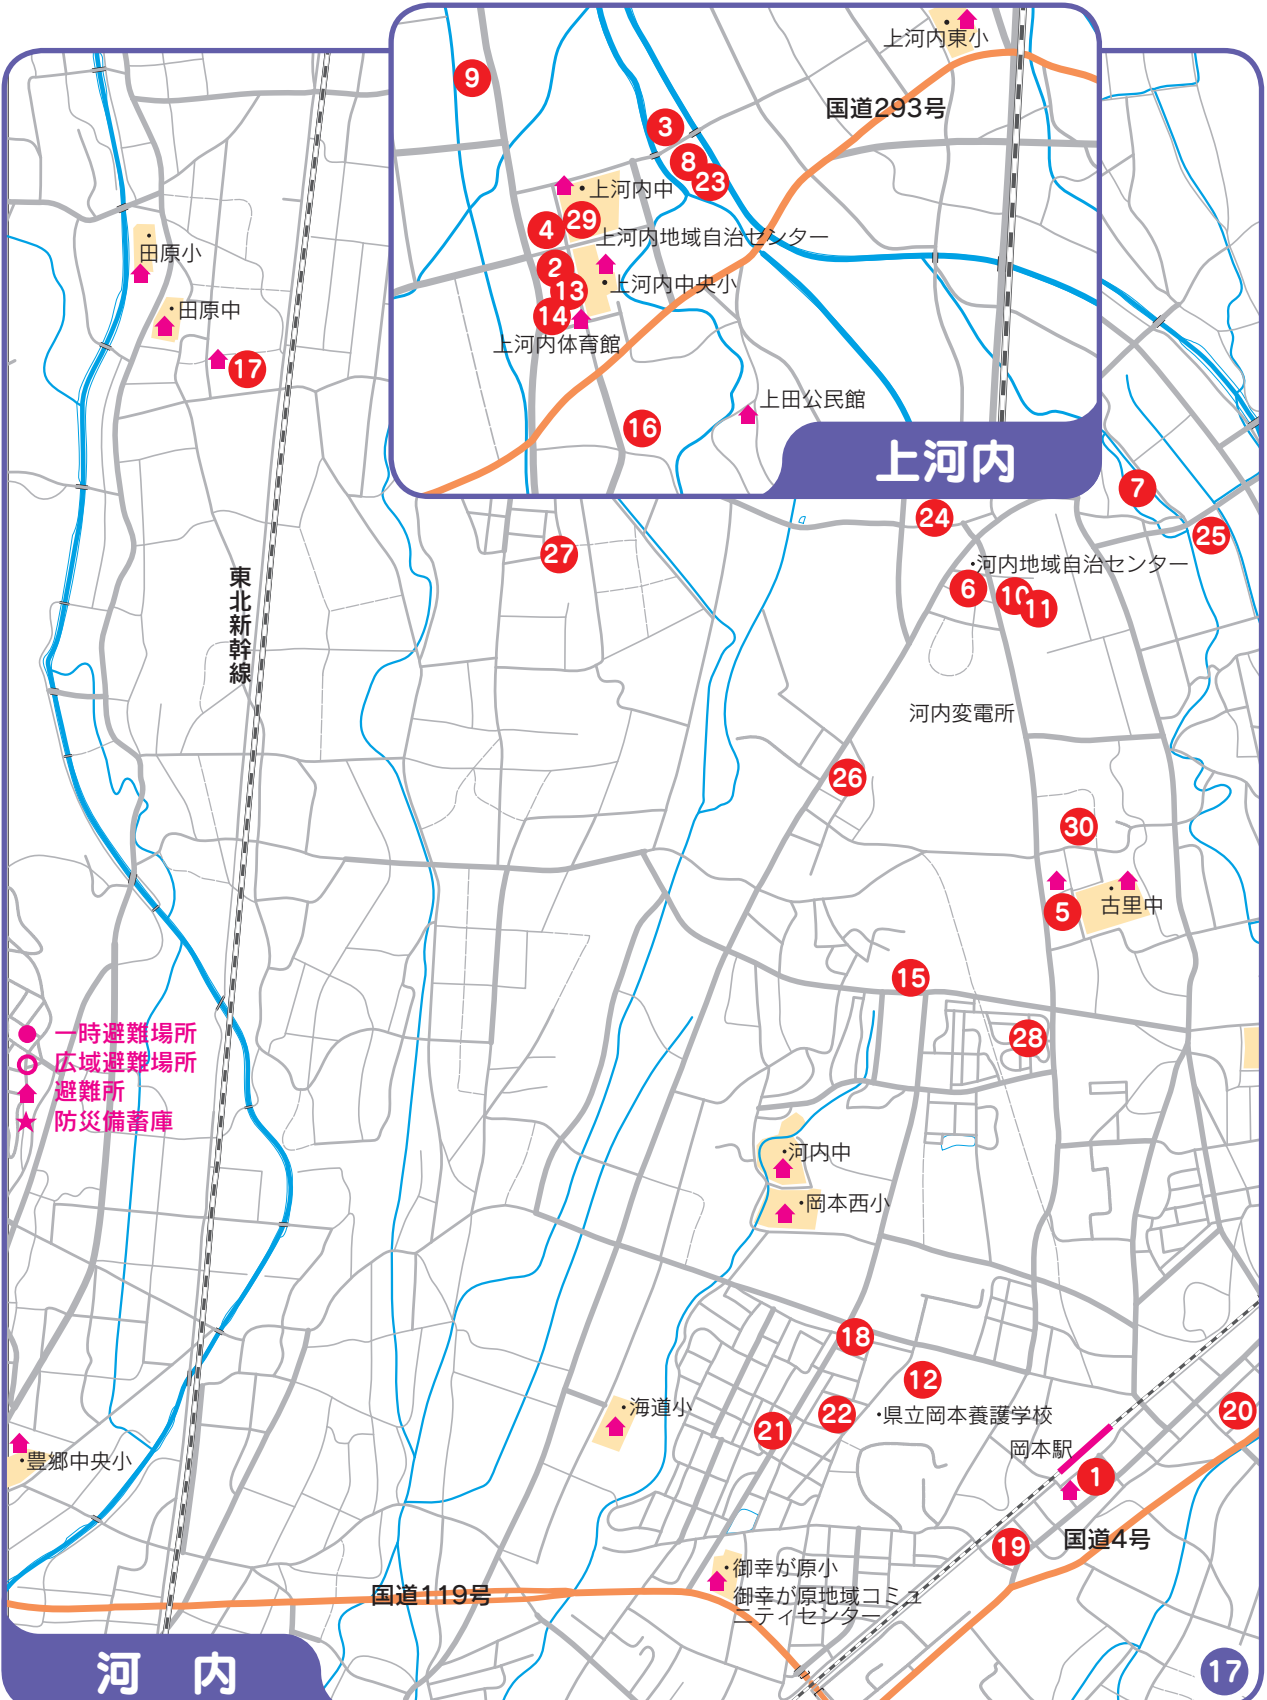 上河内東小
国道293号
9
3
8
23
上河内中
4
29
上河内地域自治センター
2
13
上河内中央小
14
上河内体育館
上田公民館
16
上河内
田原小
田原中
17
7
24
25
27
河内地域自治センター
6
10
11
東北新幹線
河内変電所
26
30
5
古里中
15
28
一時避難場所
広域避難場所
避難所
防災備蓄庫
河内中
岡本西小
18
12
海道小
22
県立岡本養護学校
20
21
岡本駅
豊郷中央小
1
19
国道4号
御幸が原小
国道119号
御幸が原地域コミュ
ニティセンター
河 内
17